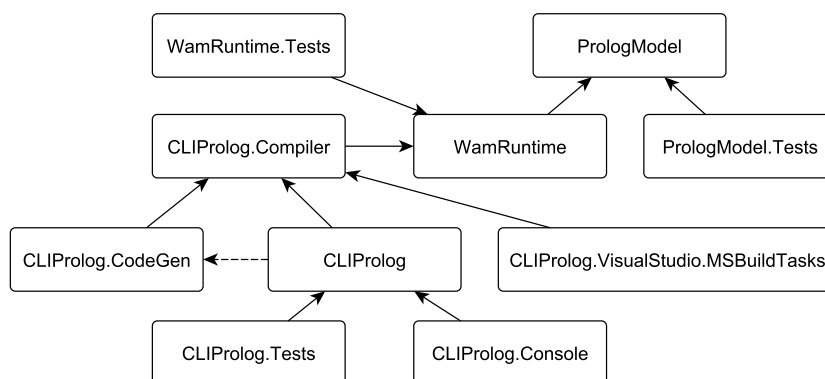 WamRuntime.Tests
PrologModel
CLIProlog.Compiler
WamRuntime
PrologModel.Tests
CLIProlog.CodeGen
CLIProlog
CLIProlog.VisualStudio.MSBuildTasks
CLIProlog.Tests
CLIProlog.Console